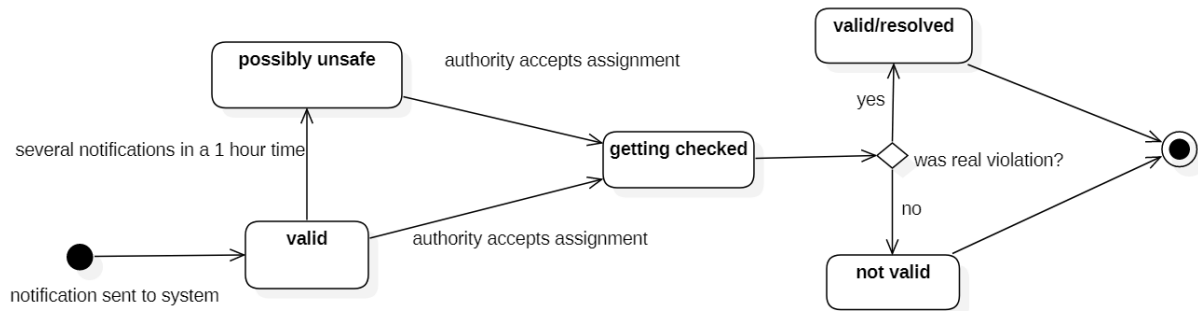 possibly unsafe
authority accepts assignment
several notifications in a 1 hour time
valid
authority accepts assignment
notification sent to system
getting checked
valid/resolved
yes
was real violation?
no
not valid